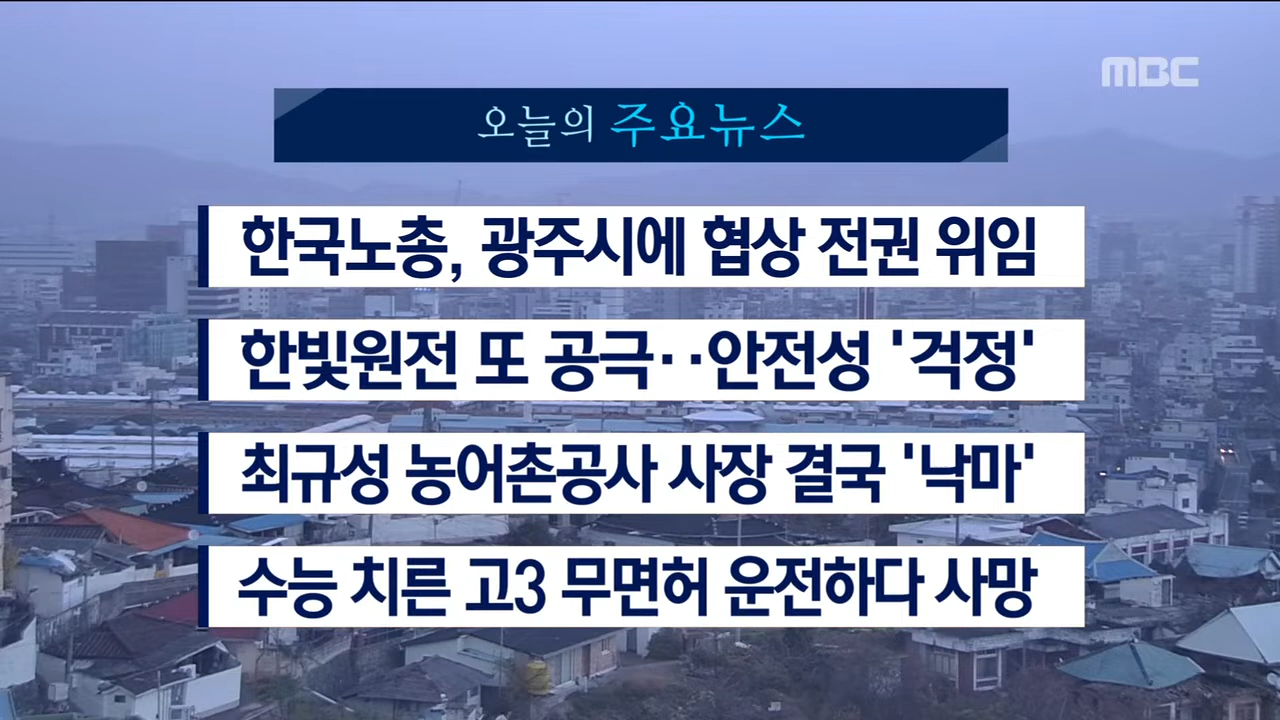 MBC
오늘의 주요뉴스
한국노총, 광주시에 협상 전권 위임
한빛원전 또 공극··안전성 '걱정'
최규성 농어촌공사 사장 결국 '낙마'
수능 치른 고3 무면허 운전하다 사망